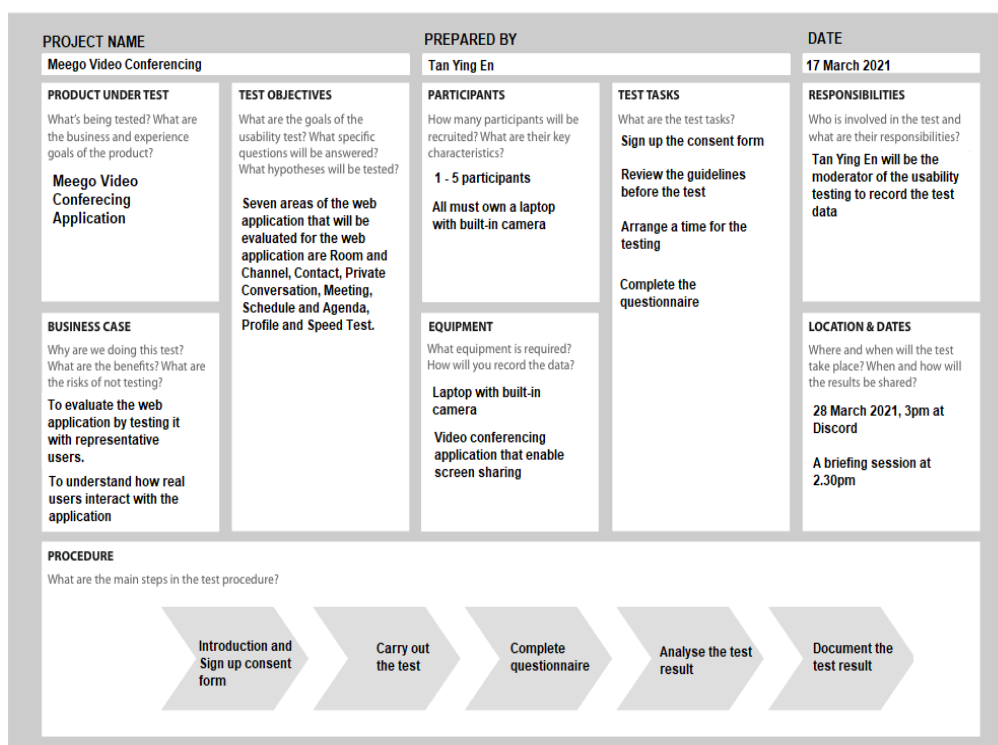 PROJECT NAME
Meego Video Conferencing
PREPARED BY
Tan Ying En
DATE
17 March 2021
PRODUCT UNDER TEST
What's being tested? What are
the business and experience
goals of the product?
Meego Video
Conferecing
Application
BUSINESS CASE
Why are we doing this test?
What are the benefits? What are
the risks of not testing?
To evaluate the web
application by testing it
with representative
users.
To understand how real
users interact with the
application
TEST OBJECTIVES
What are the goals of the
usability test? What specific
questions will be answered?
What hypotheses will be tested?
Seven areas of the web
application that will be
evaluated for the web
application are Room and
Channel, Contact, Private
Conversation, Meeting,
Schedule and Agenda,
Profile and Speed Test.
PARTICIPANTS
How many participants will be
recruited? What are their key
characteristics?
1 - 5 participants
All must own a laptop
with built-in camera
EQUIPMENT
What equipment is required?
How will you record the data?
Laptop with built-in
camera
Video conferencing
application that enable
screen sharing
TEST TASKS
What are the test tasks?
Sign up the consent form
Review the guidelines
before the test
Arrange a time for the
testing
Complete the
questionnaire
RESPONSIBILITIES
Who is involved in the test and
what are their responsibilities?
Tan Ying En will be the
moderator of the usability
testing to record the test
data
LOCATION & DATES
Where and when will the test
take place? When and how will
the results be shared?
28 March 2021, 3pm at
Discord
A briefing session at
2.30pm
PROCEDURE
What are the main steps in the test procedure?
Introduction and
Sign up consent
form
Carry out
the test
Complete
questionnaire
Analyse the test
result
Document the
test result